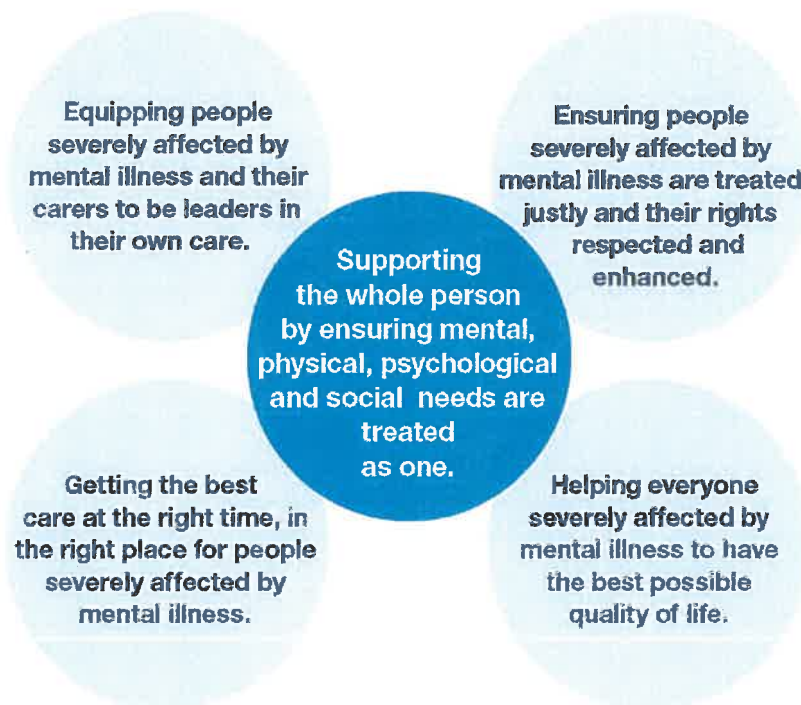 Equipping people
severely affected by
mental illness and their
carers to be leaders in
their own care.
Ensuring people
severely affected by
mental illness are treated
justly and their rights
respected and
enhanced.
Supporting
the whole person
by ensuring mental,
physical, psychological
and social needs are
treated
as one.
Getting the best
care at the right time, in
the right place for people
severely affected by
mental illness.
Helping everyone
severely affected by
mental illness to have
the best possible
quality of life.